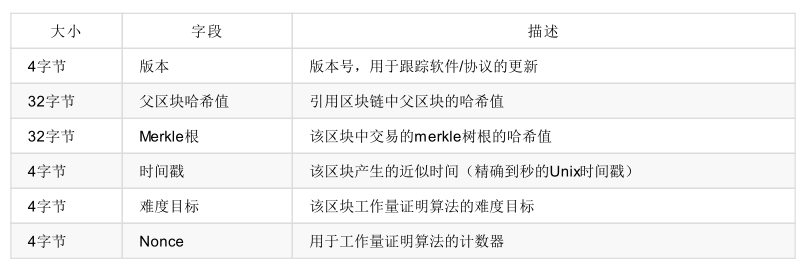 大小 字段 描述
4字节 版本 版本号，用于跟踪软件/协议的更新
32字节 父区块哈希值 引用区块链中父区块的哈希值
32字节 Merkle根 该区块中交易的merkle树根的哈希值
4字节 时间戳 该区块产生的近似时间（精确到秒的Unix时间戳）
4字节 难度目标 该区块工作量证明算法的难度目标
4字节 Nonce 用于工作量证明算法的计数器